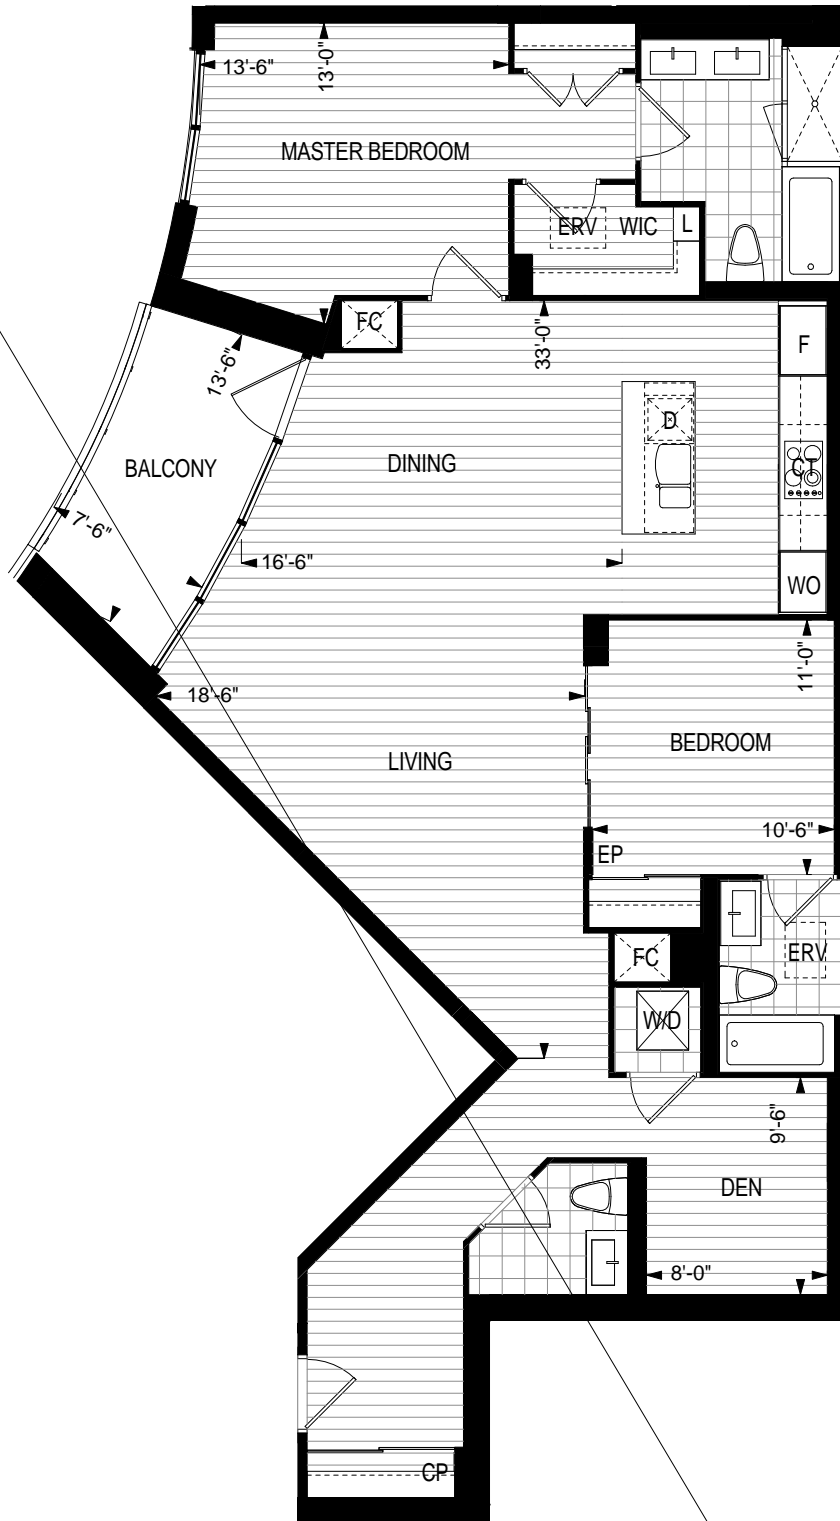 13'-6"
13'-0"
MASTER BEDROOM
ERV
WIC
L
FC
33'-0"
F
13'-6"
D
BALCONY
DINING
CT
7'-6"
16'-6"
WO
18'-6"
11'-0"
BEDROOM
LIVING
10'-6"
EP
FC
ERV
W/D
9'-6"
DEN
8'-0"
CP